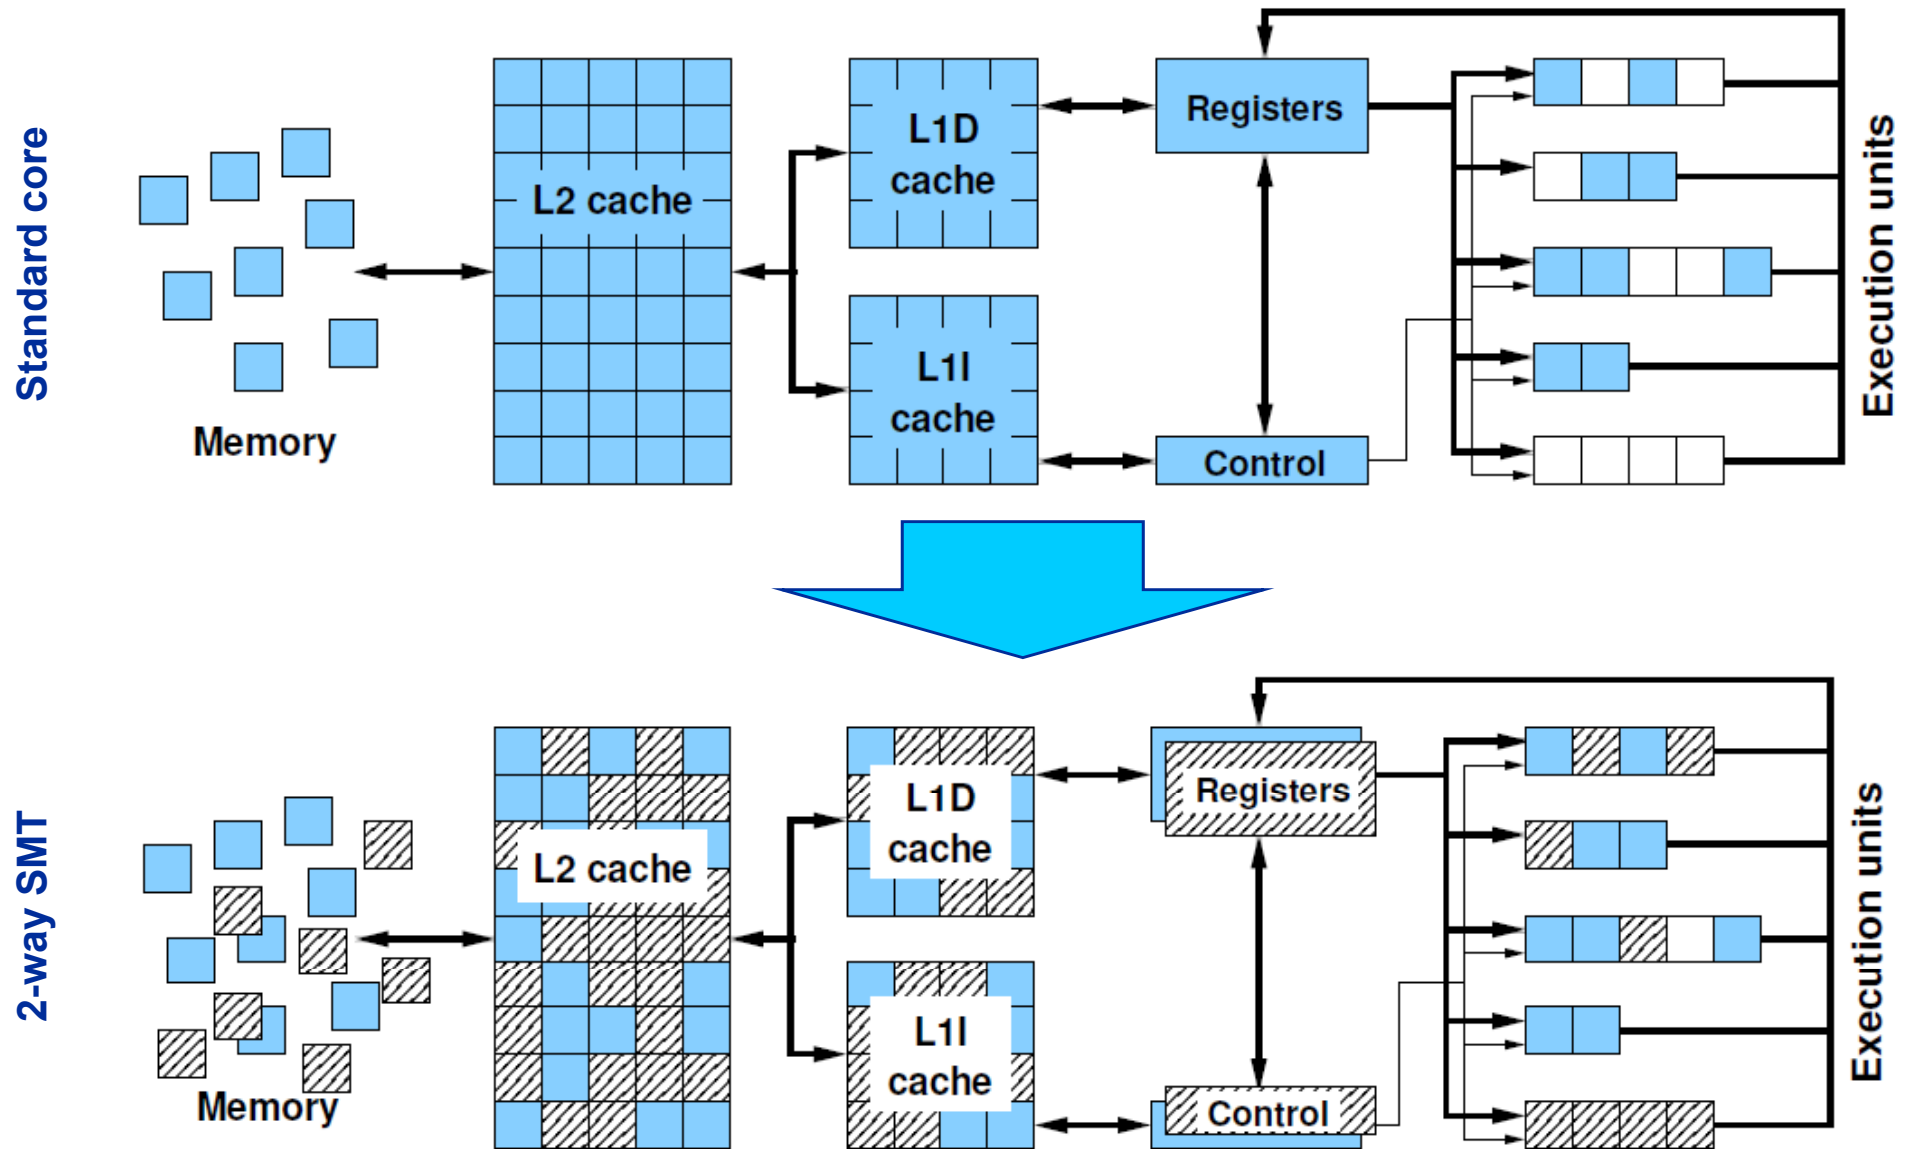 Standard core
Memory
L2 cache
L1D
cache
L1I
cache
Registers
Control
Execution units
2-way SMT
Memory
L2 cache
L1D
cache
L1I
cache
Registers
Control
Execution units